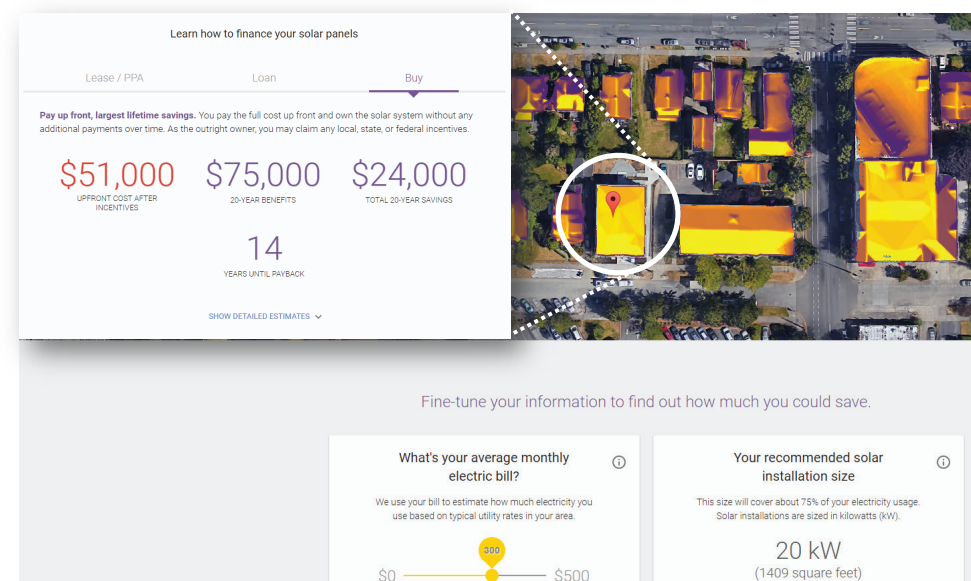 Learn how to finance your solar panels
Lease / PPA
Loan
Buy
Pay up front, largest lifetime savings. You pay the full cost up front and own the solar system without any
additional payments over time. As the outright owner, you may claim any local, state, or federal incentives.
$51,000
UPFRONT COST AFTER
INCENTIVES
$75,000
20-YEAR BENEFITS
$24,000
TOTAL 20-YEAR SAVINGS
14
YEARS UNTIL PAYBACK
SHOW DETAILED ESTIMATES
Fine-tune your information to find out how much you could save.
What's your average monthly
electric bill?
We use your bill to estimate how much electricity you
use based on typical utility rates in your area.
300
$0
$500
Your recommended solar
installation size
This size will cover about 75% of your electricity usage.
Solar installations are sized in kilowatts (kW).
20 kW
(1409 square feet)